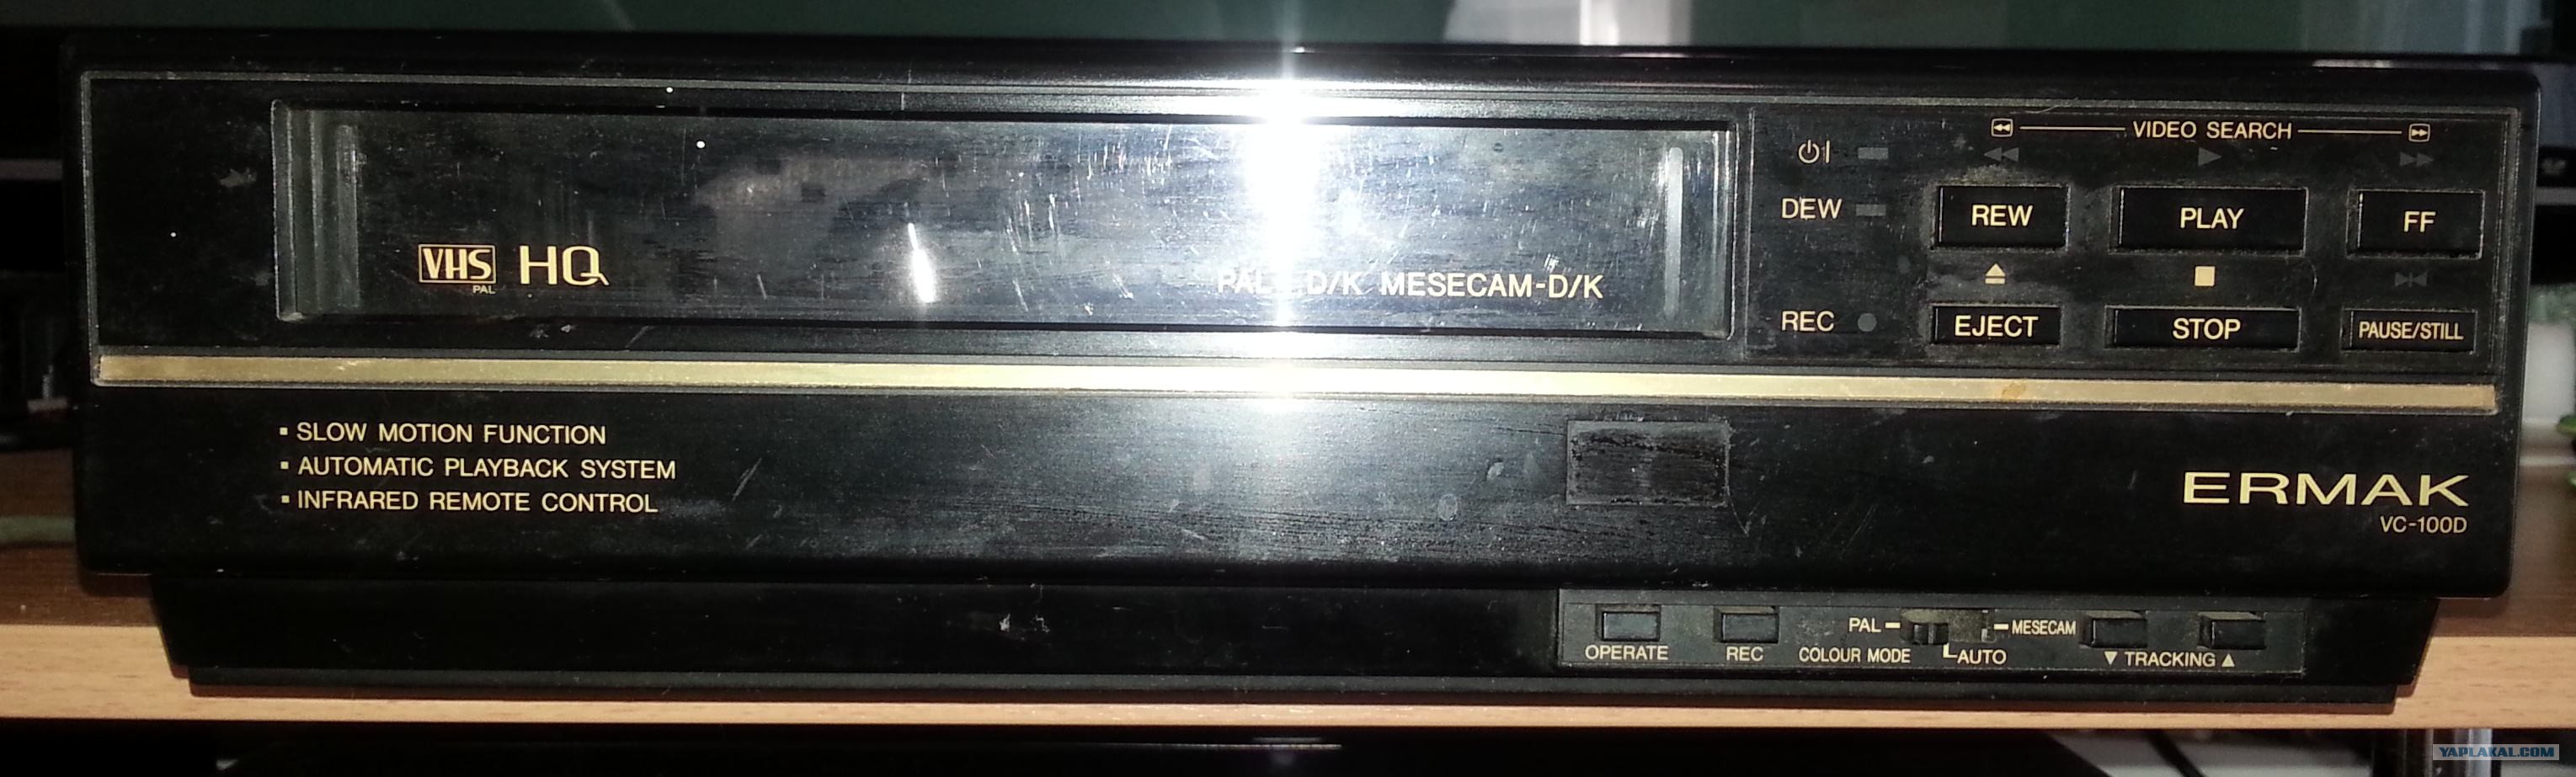 VIDEO SEARCH
DEW
REW
PLAY
FF
VHS HQ
PAL
PAL D/K MESECAM-D/K
REC
EJECT
STOP
PAUSE/STILL
▪ SLOW MOTION FUNCTION
▪ AUTOMATIC PLAYBACK SYSTEM
▪ INFRARED REMOTE CONTROL
ERMAK
VC-100D
PAL MESECAM
OPERATE
REC
COLOUR MODE
AUTO
▼ TRACKING ▲
YAPLAKAL.COM